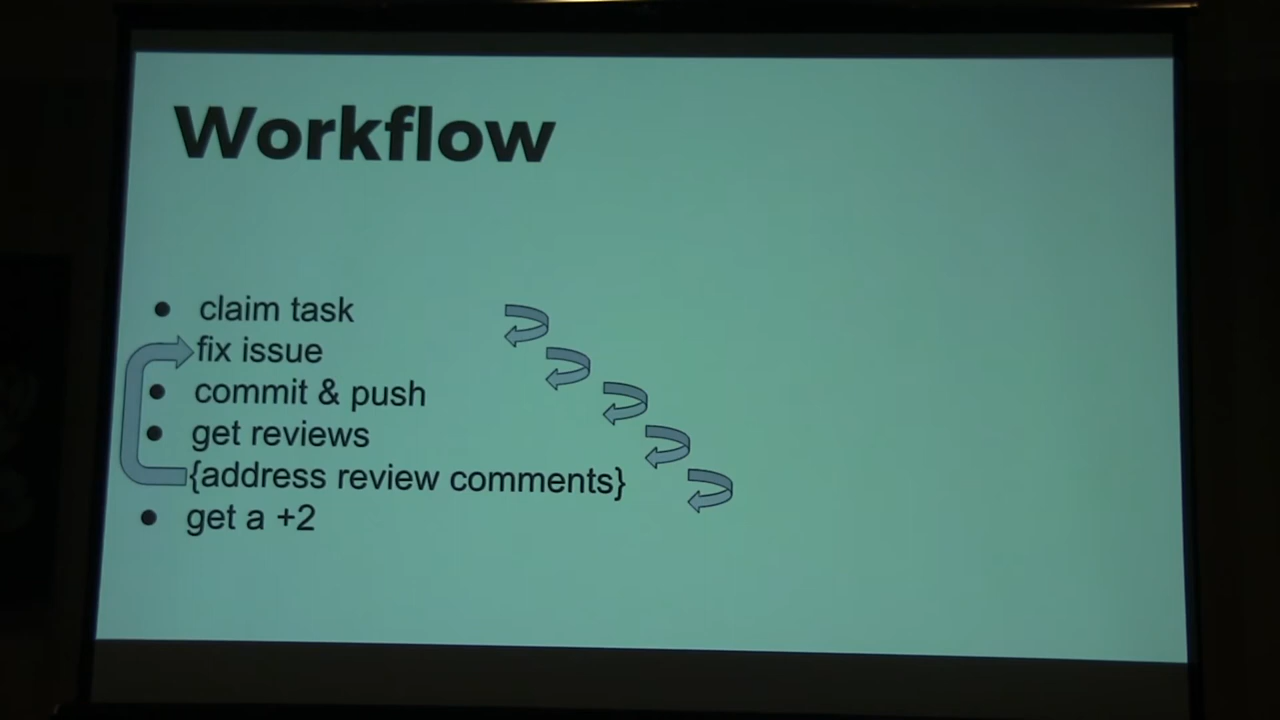 Workflow
● claim task
fix issue
● commit & push
● get reviews
{address review comments}
● get a +2